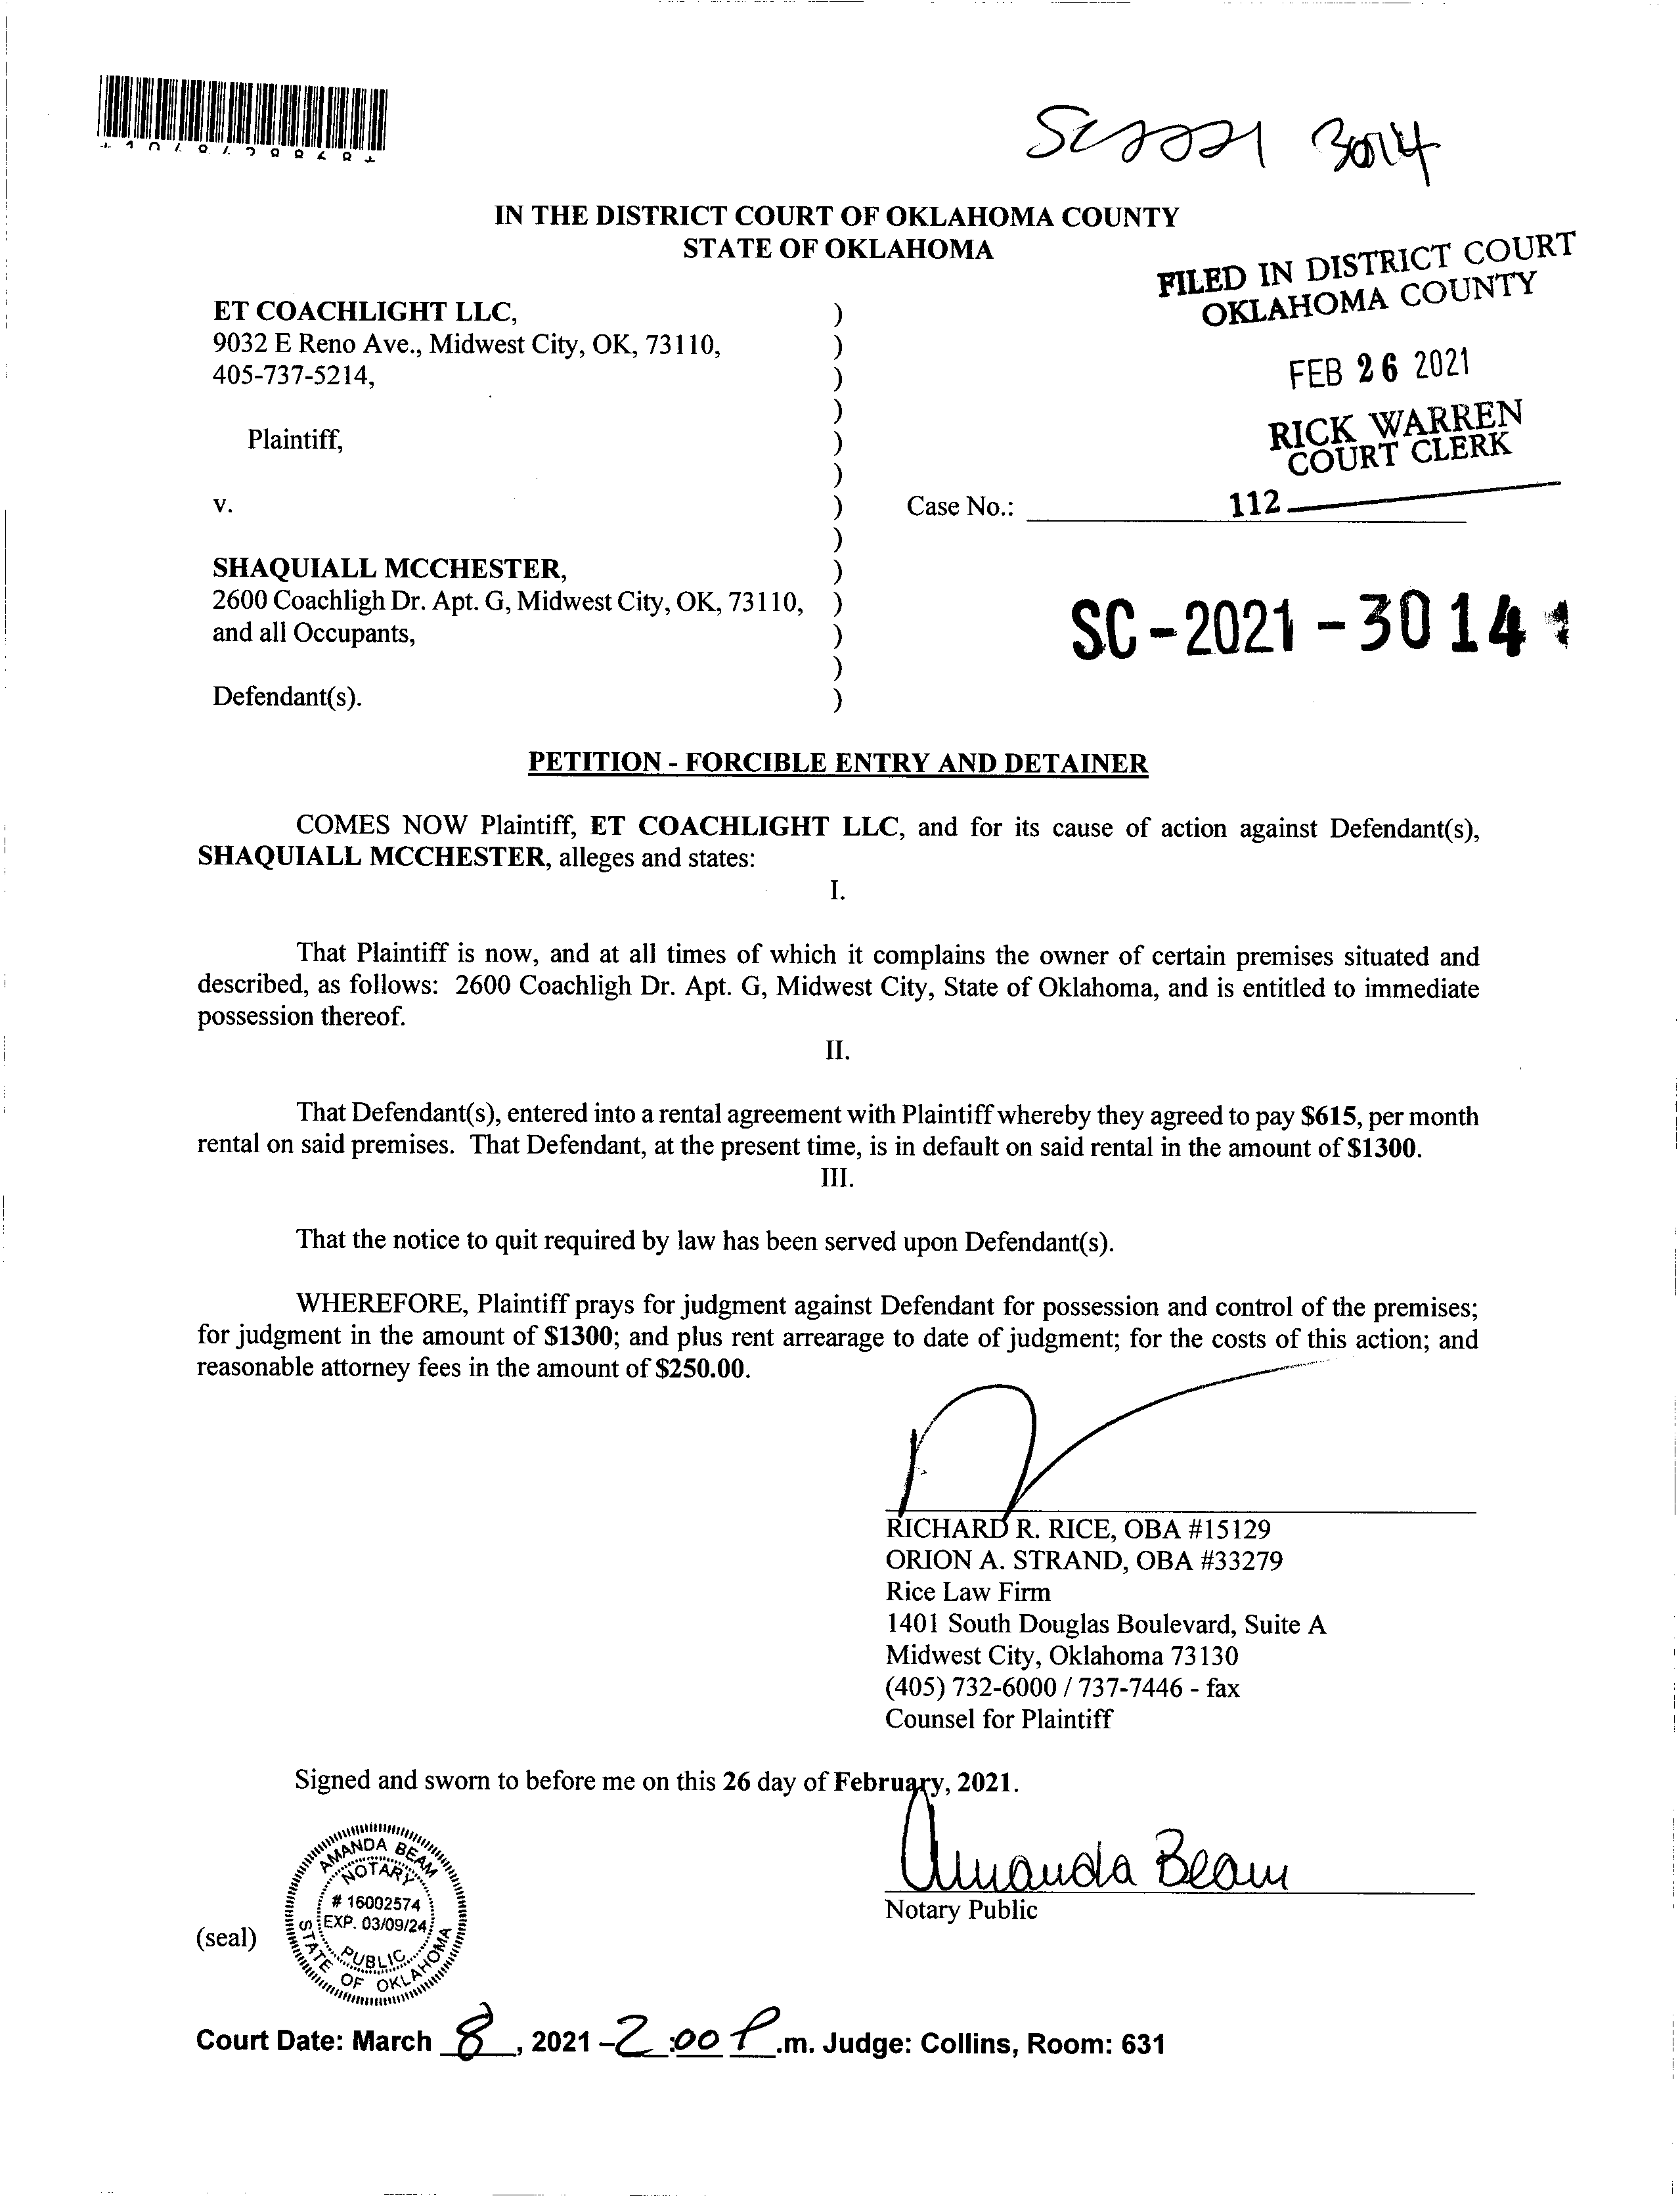 SC2021 3014
IN THE DISTRICT COURT OF OKLAHOMA COUNTY
STATE OF OKLAHOMA
FILED IN DISTRICT COURT
OKLAHOMA COUNTY
FEB 26 2021
RICK WARREN
COURT CLERK
112
ET COACHLIGHT LLC, )
9032 E Reno Ave., Midwest City, OK, 73110, )
405-737-5214, )
)
Plaintiff, )
)
v. ) Case No.:
)
SHAQUIALL MCCHESTER, )
2600 Coachligh Dr. Apt. G, Midwest City, OK, 73110, )
and all Occupants, )
)
Defendant(s). )
SC-2021-3014
PETITION - FORCIBLE ENTRY AND DETAINER
COMES NOW Plaintiff, ET COACHLIGHT LLC, and for its cause of action against Defendant(s),
SHAQUIALL MCCHESTER, alleges and states:
I.
That Plaintiff is now, and at all times of which it complains the owner of certain premises situated and
described, as follows: 2600 Coachligh Dr. Apt. G, Midwest City, State of Oklahoma, and is entitled to immediate
possession thereof.
II.
That Defendant(s), entered into a rental agreement with Plaintiff whereby they agreed to pay $615, per month
rental on said premises. That Defendant, at the present time, is in default on said rental in the amount of $1300.
III.
That the notice to quit required by law has been served upon Defendant(s).
WHEREFORE, Plaintiff prays for judgment against Defendant for possession and control of the premises;
for judgment in the amount of $1300; and plus rent arrearage to date of judgment; for the costs of this action; and
reasonable attorney fees in the amount of $250.00.
RICHARD R. RICE, OBA #15129
ORION A. STRAND, OBA #33279
Rice Law Firm
1401 South Douglas Boulevard, Suite A
Midwest City, Oklahoma 73130
(405) 732-6000 / 737-7446 - fax
Counsel for Plaintiff
Signed and sworn to before me on this 26 day of February, 2021.
Amanda Beam
Notary Public
(seal)
AMANDA BEAM
NOTARY
# 16002574
EXP. 03/09/24
PUBLIC
STATE OF OKLAHOMA
Court Date: March 8, 2021 - 2:00 P.m. Judge: Collins, Room: 631